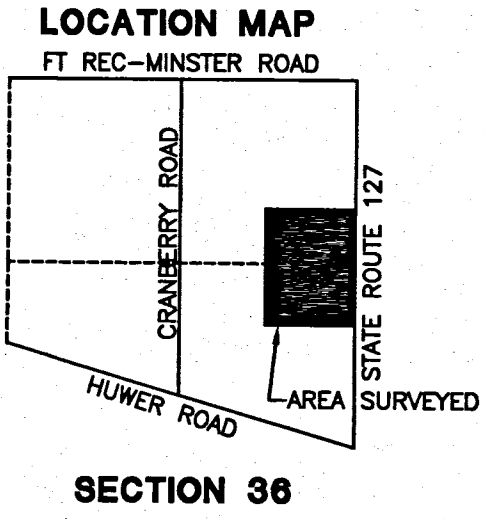 LOCATION MAP
FT REC-MINSTER ROAD
CRANBERRY ROAD
STATE ROUTE 127
HUWER ROAD
AREA SURVEYED
SECTION 36